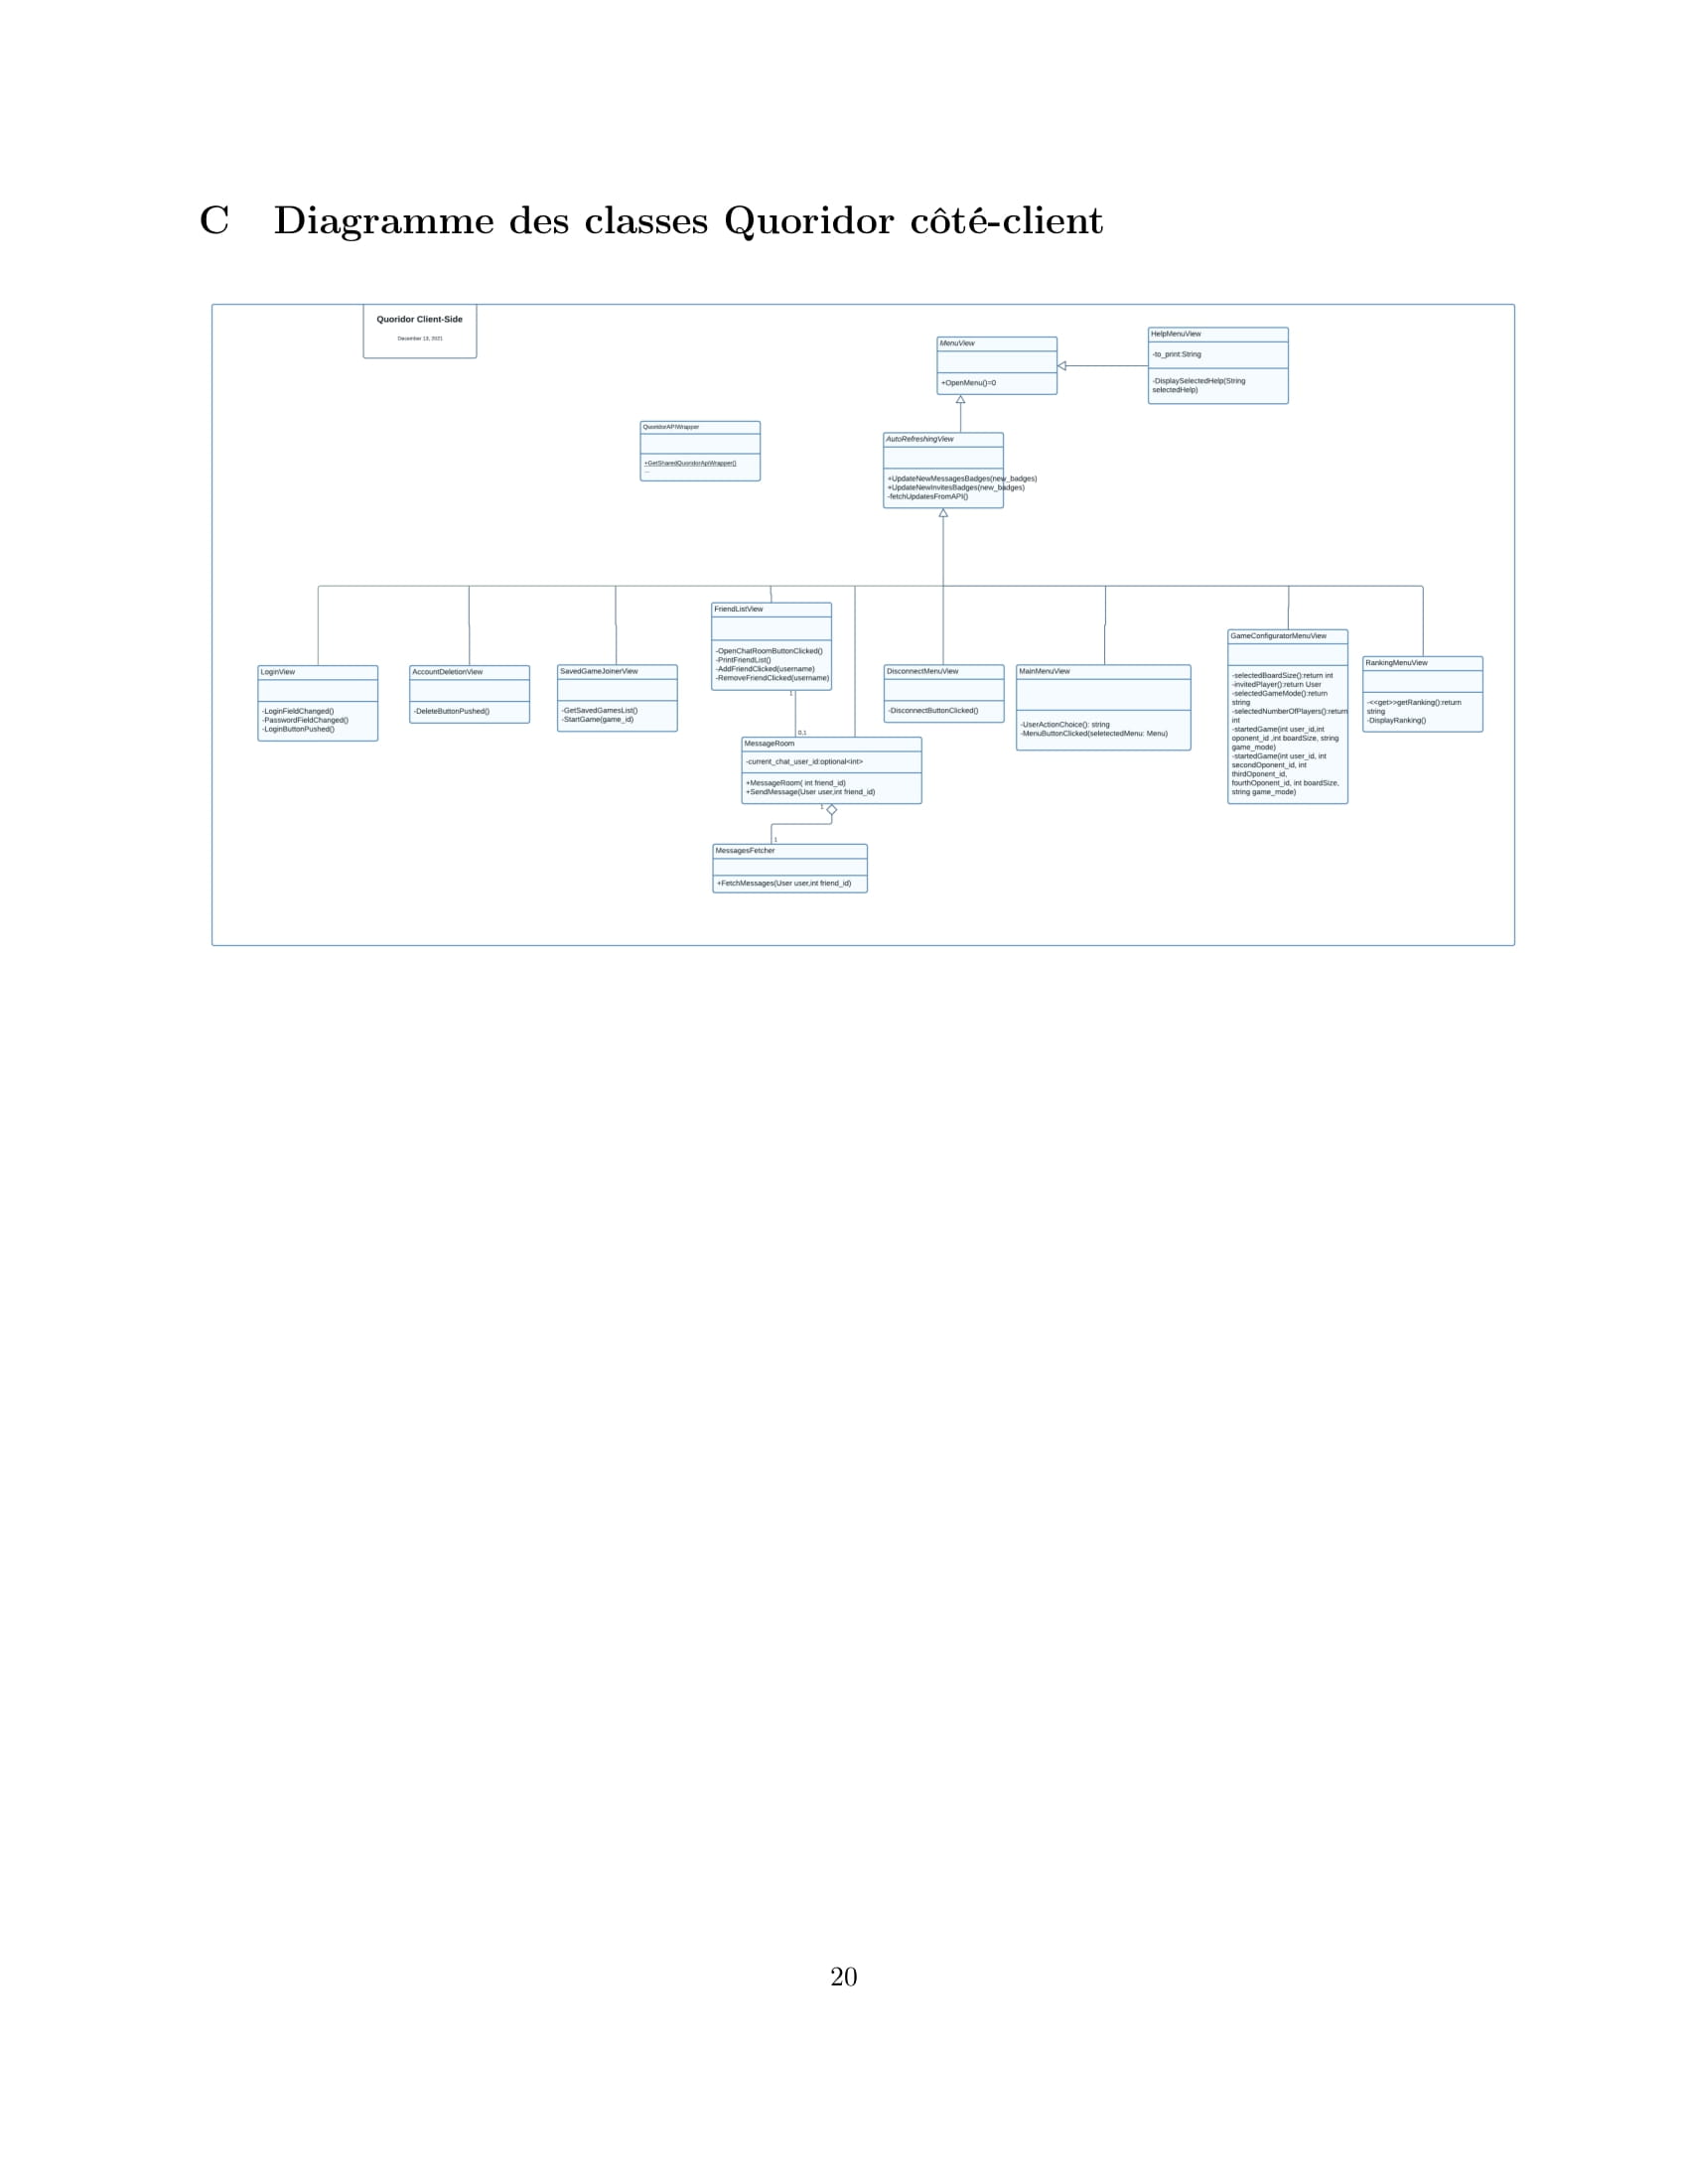 C Diagramme des classes Quoridor côté-client
Quoridor Client-Side
December 13, 2021
MenuView
+OpenMenu()=0
HelpMenuView
-to_print:String
-DisplaySelectedHelp(String
selectedHelp)
QuoridorAPIWrapper
+GetSharedQuoridorApiWrapper()
...
AutoRefreshingView
+UpdateNewMessagesBadges(new_badges)
+UpdateNewInvitesBadges(new_badges)
-fetchUpdatesFromAPI()
LoginView
-LoginFieldChanged()
-PasswordFieldChanged()
-LoginButtonPushed()
AccountDeletionView
-DeleteButtonPushed()
SavedGameJoinerView
-GetSavedGamesList()
-StartGame(game_id)
FriendListView
-OpenChatRoomButtonClicked()
-PrintFriendList()
-AddFriendClicked(username)
-RemoveFriendClicked(username)
1
0,1
MessageRoom
-current_chat_user_id:optional<int>
+MessageRoom( int friend_id)
+SendMessage(User user,int friend_id)
1
1
MessagesFetcher
+FetchMessages(User user,int friend_id)
DisconnectMenuView
-DisconnectButtonClicked()
MainMenuView
-UserActionChoice(): string
-MenuButtonClicked(seletectedMenu: Menu)
GameConfiguratorMenuView
-selectedBoardSize():return int
-invitedPlayer():return User
-selectedGameMode():return
string
-selectedNumberOfPlayers():return
int
-startedGame(int user_id,int
oponent_id ,int boardSize, string
game_mode)
-startedGame(int user_id, int
secondOponent_id, int
thirdOponent_id,
fourthOponent_id, int boardSize,
string game_mode)
RankingMenuView
-<<get>>getRanking():return
string
-DisplayRanking()
20